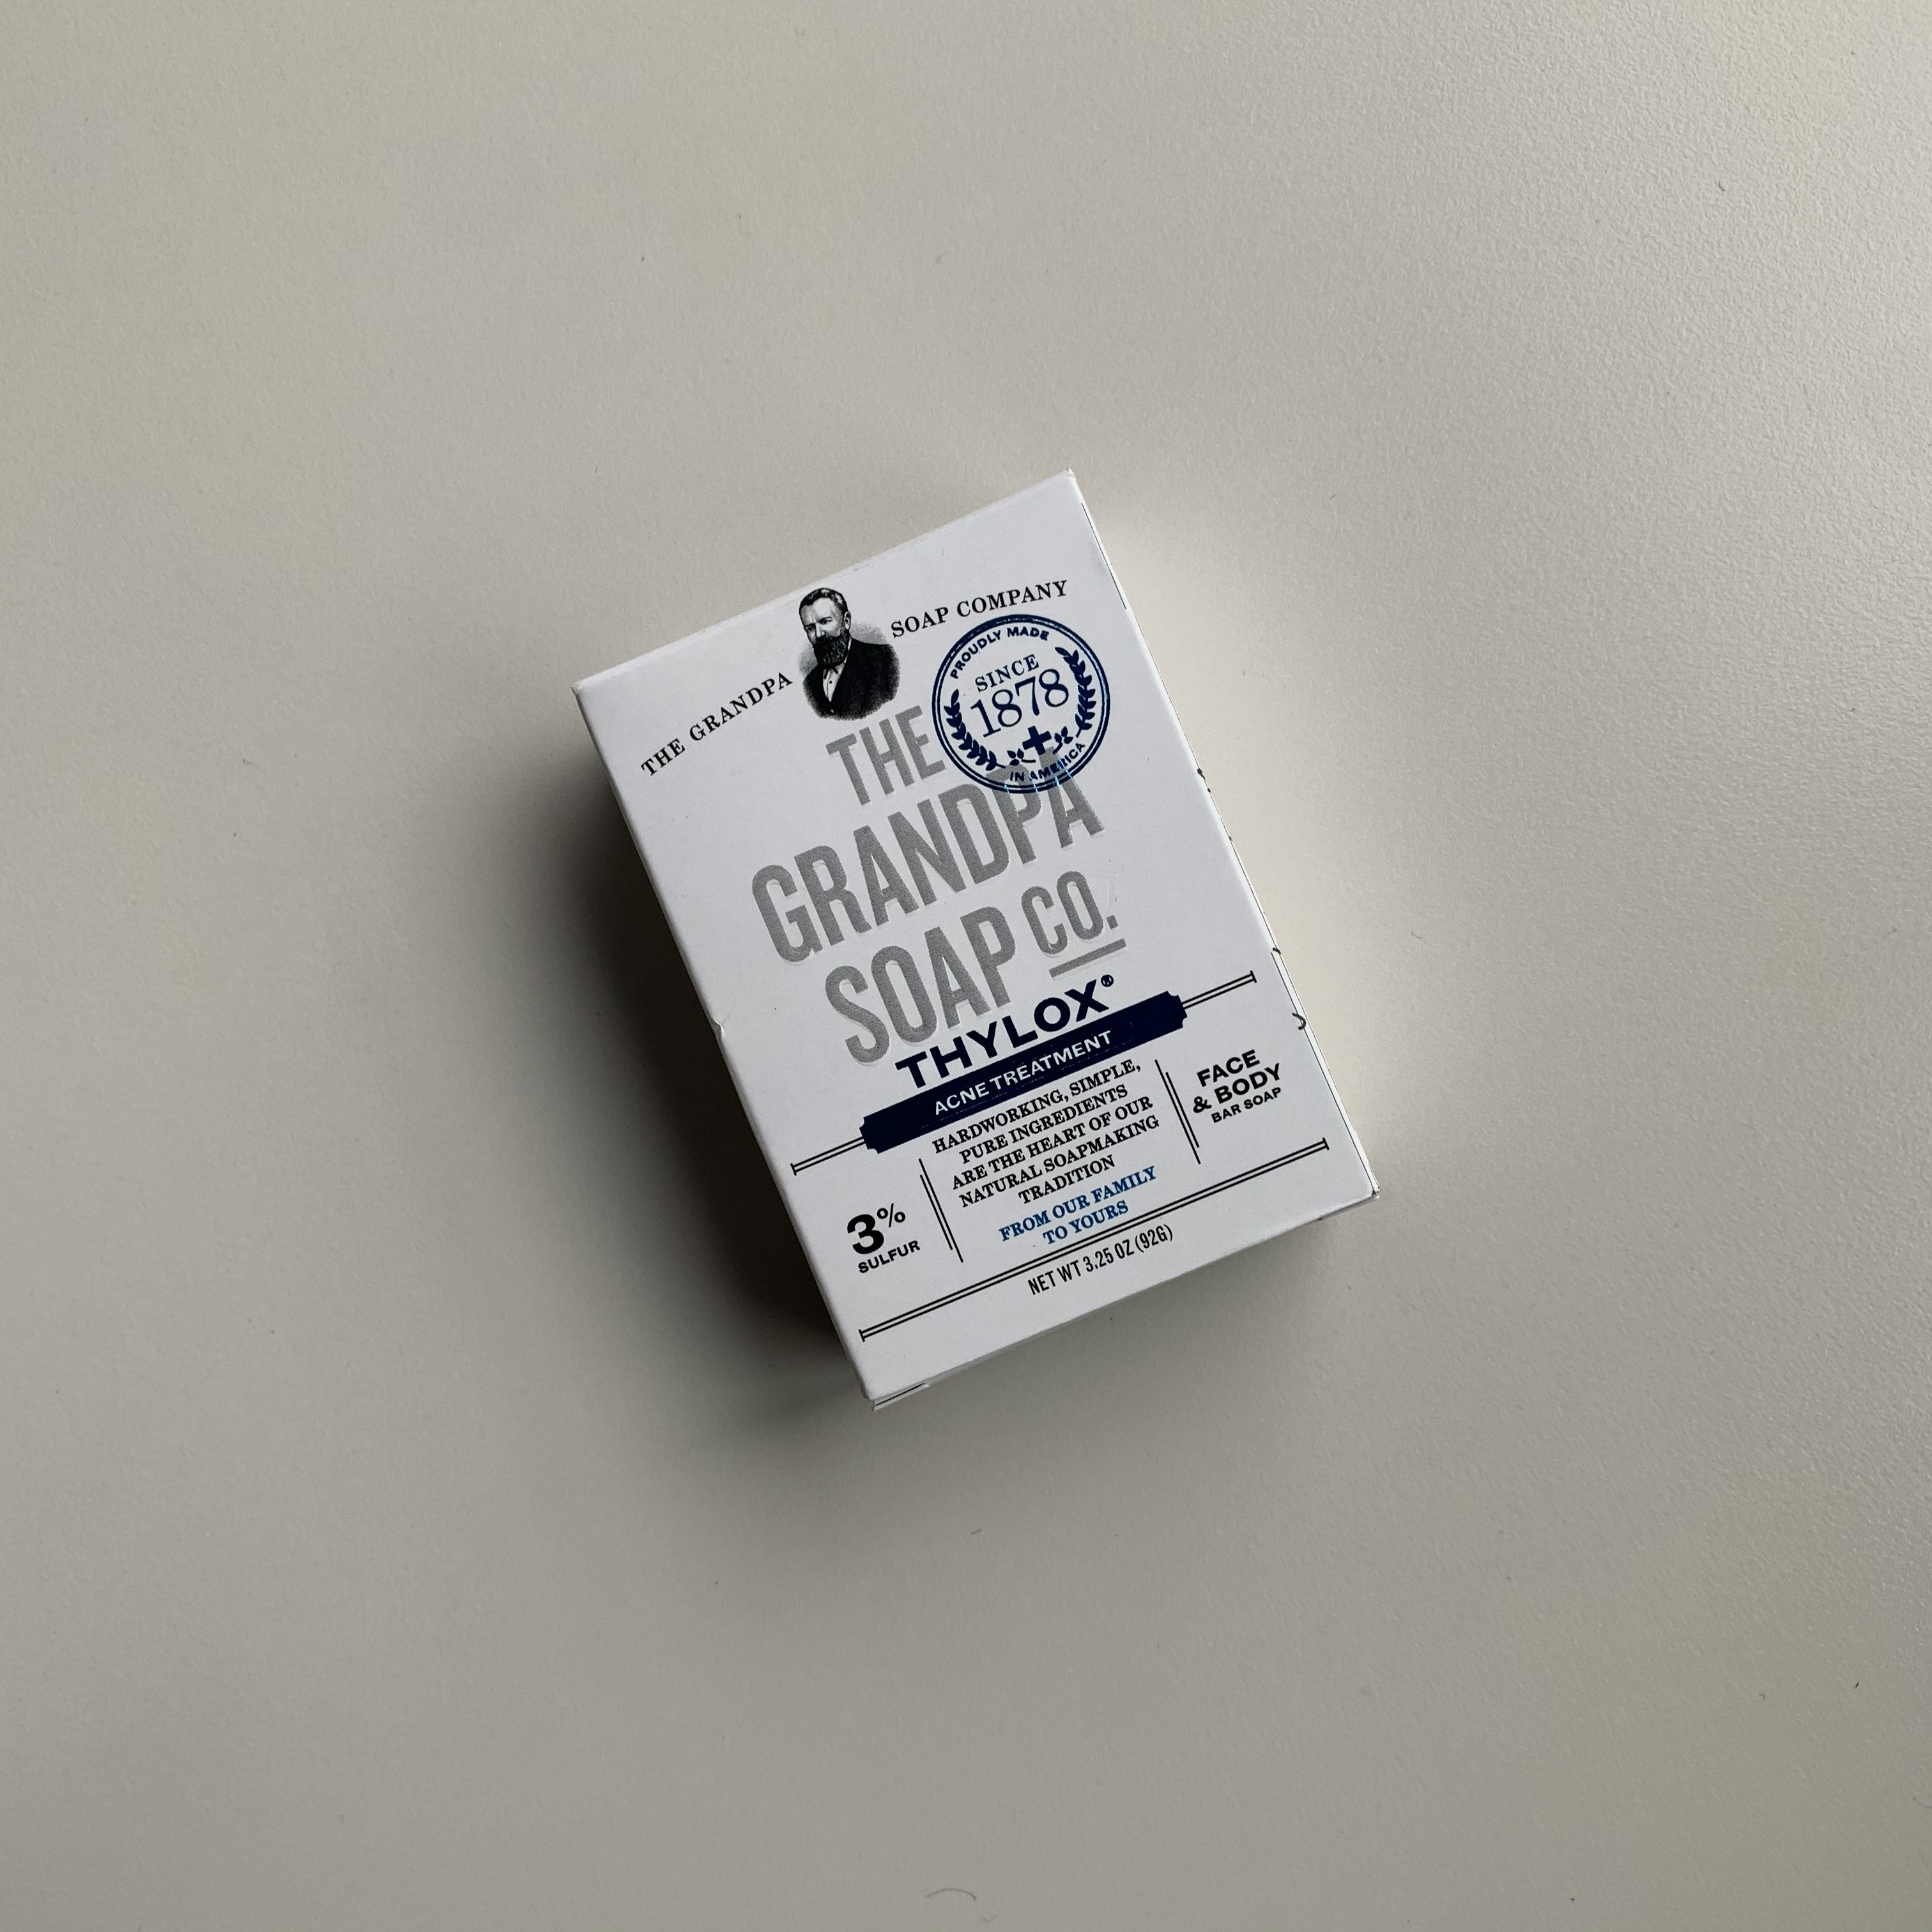 THE GRANDPA SOAP COMPANY
PROUDLY MADE
SINCE
1878
IN AMERICA
THE
GRANDPA
SOAP CO.
THYLOX®
ACNE TREATMENT
HARDWORKING, SIMPLE,
PURE INGREDIENTS
ARE THE HEART OF OUR
NATURAL SOAPMAKING
TRADITION
FROM OUR FAMILY
TO YOURS
3%
SULFUR
FACE
& BODY
BAR SOAP
NET WT 3.25 OZ (92G)